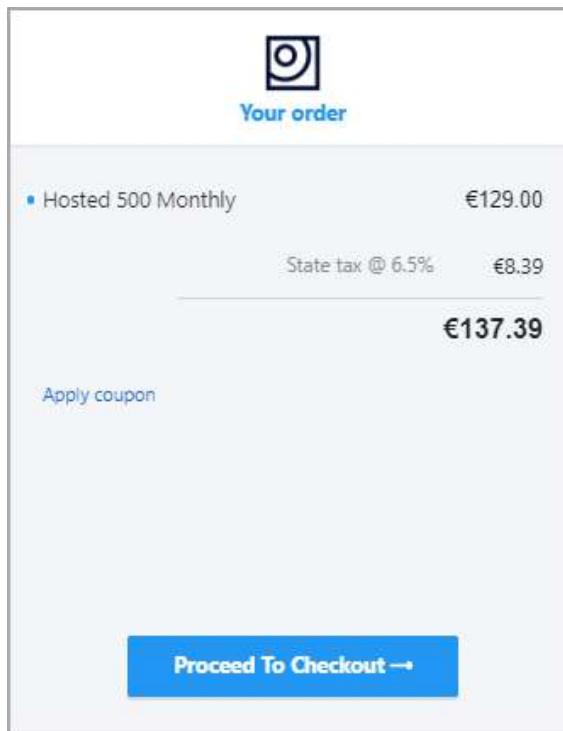 Your order
Hosted 500 Monthly €129.00
State tax @ 6.5% €8.39
€137.39
Apply coupon
Proceed To Checkout →